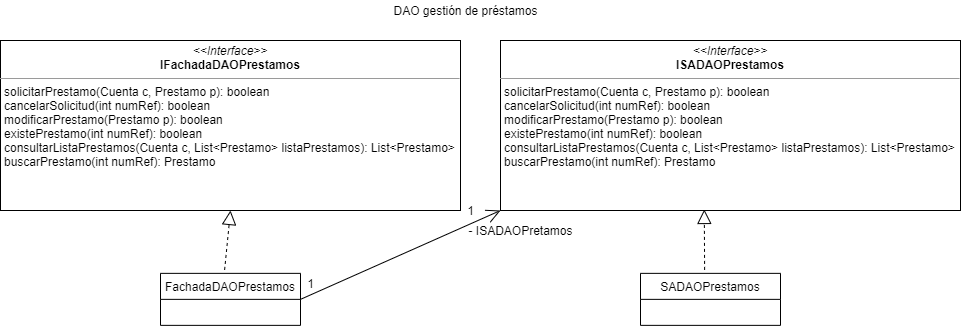 DAO gestión de préstamos
<<Interface>>
IFachadaDAOPrestamos
solicitarPrestamo(Cuenta c, Prestamo p): boolean
cancelarSolicitud(int numRef): boolean
modificarPrestamo(Prestamo p): boolean
existePrestamo(int numRef): boolean
consultarListaPrestamos(Cuenta c, List<Prestamo> listaPrestamos): List<Prestamo>
buscarPrestamo(int numRef): Prestamo
<<Interface>>
ISADAOPrestamos
solicitarPrestamo(Cuenta c, Prestamo p): boolean
cancelarSolicitud(int numRef): boolean
modificarPrestamo(Prestamo p): boolean
existePrestamo(int numRef): boolean
consultarListaPrestamos(Cuenta c, List<Prestamo> listaPrestamos): List<Prestamo>
buscarPrestamo(int numRef): Prestamo
1
- ISADAOPretamos
FachadaDAOPrestamos
1
SADAOPrestamos